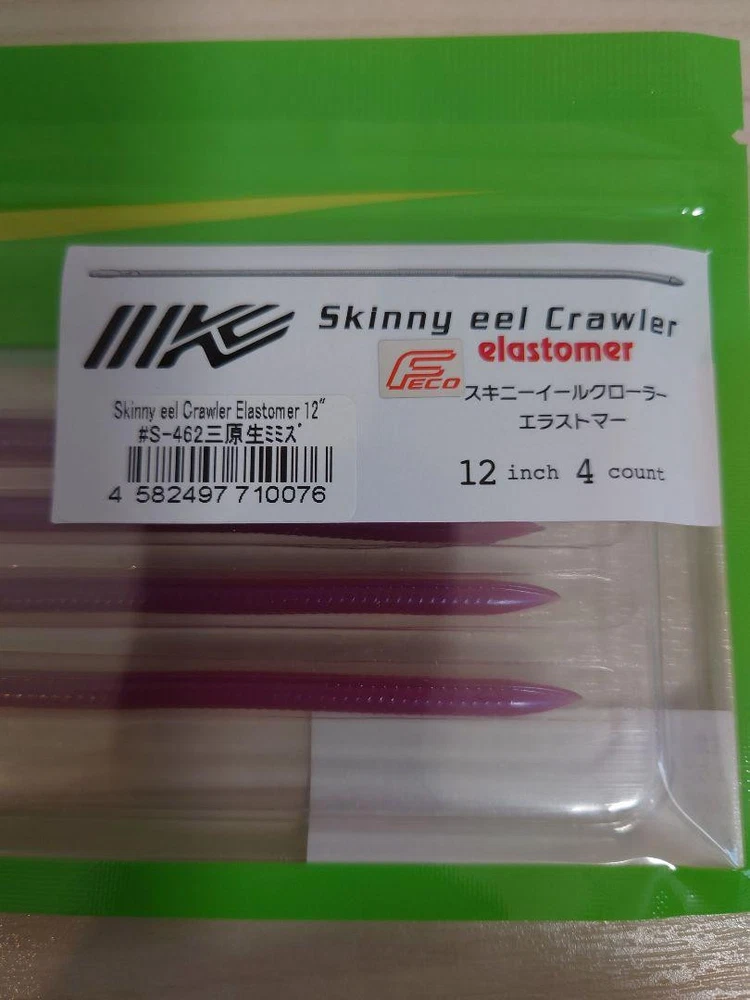 Skinny eel Crawler
elastomer
FECO
スキニーイールクローラー
エラストマー
12 inch 4 count
Skinny eel Crawler Elastomer 12"
#S-462三原生ﾐﾐｽﾞ
4 582497 710076